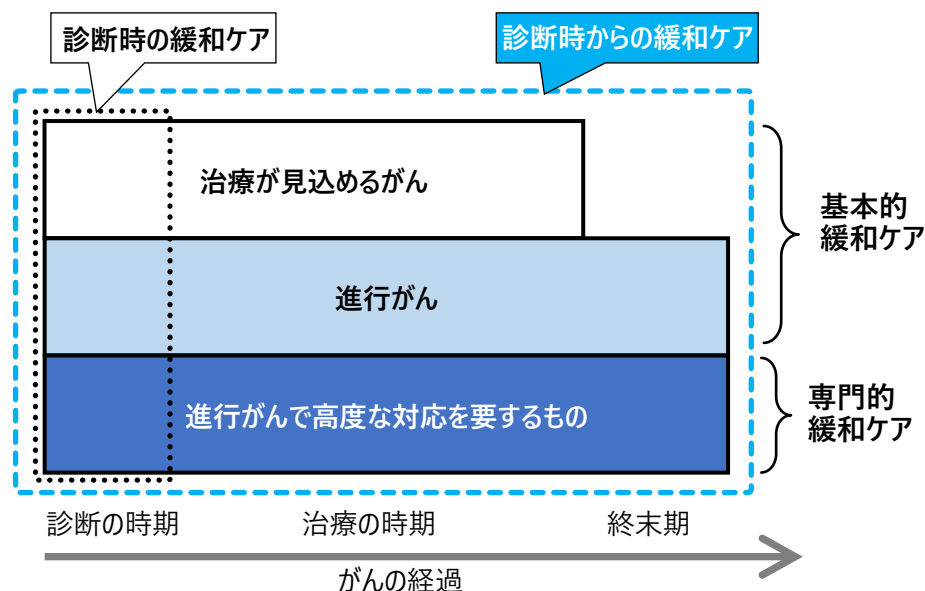 診断時の緩和ケア
診断時からの緩和ケア
治療が見込めるがん
進行がん
進行がんで高度な対応を要するもの
基本的
緩和ケア
専門的
緩和ケア
診断の時期
治療の時期
終末期
がんの経過